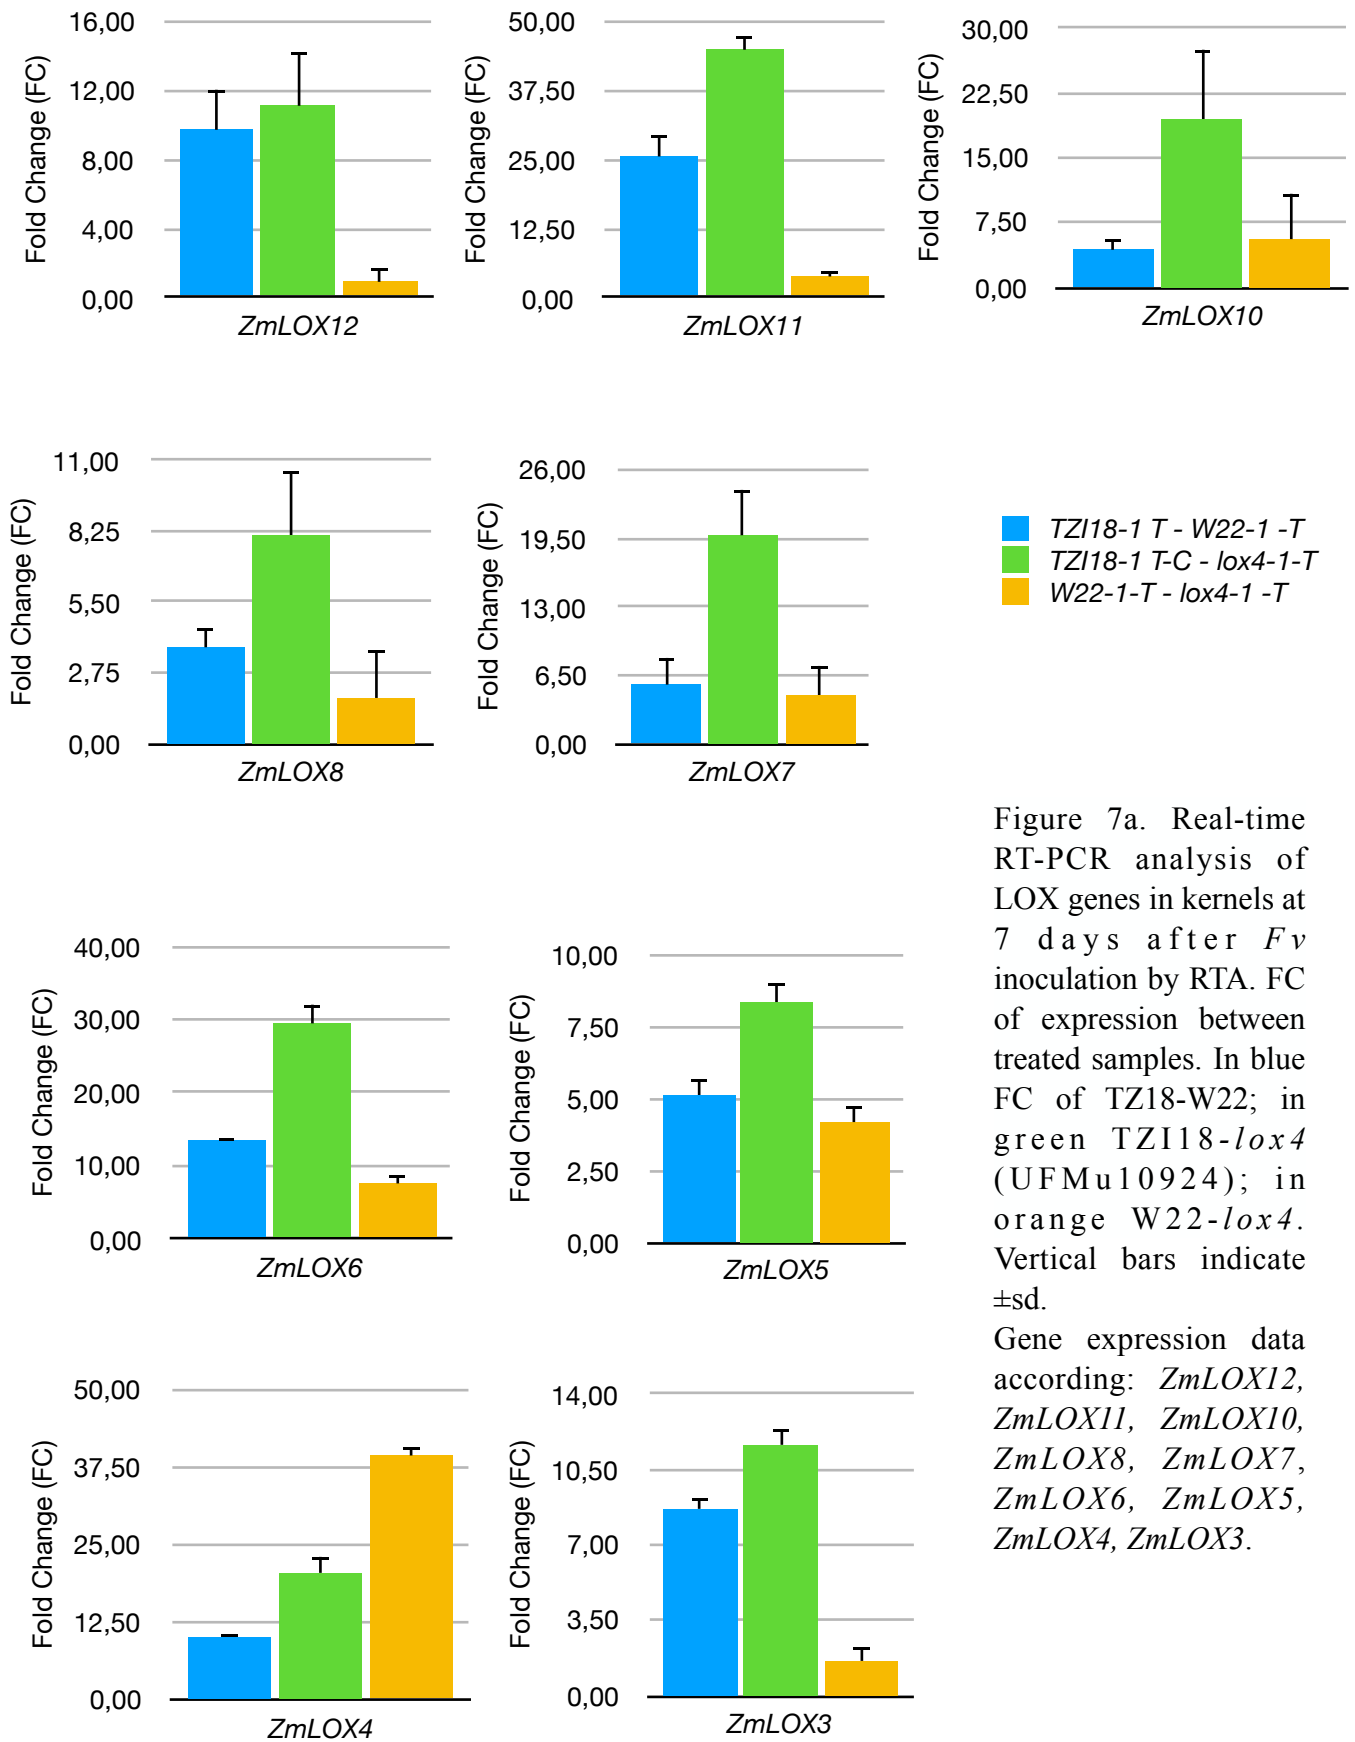 Fold Change (FC)
16,00
12,00
8,00
4,00
0,00
ZmLOX12
Fold Change (FC)
50,00
37,50
25,00
12,50
0,00
ZmLOX11
Fold Change (FC)
30,00
22,50
15,00
7,50
0,00
ZmLOX10
Fold Change (FC)
11,00
8,25
5,50
2,75
0,00
ZmLOX8
Fold Change (FC)
26,00
19,50
13,00
6,50
0,00
ZmLOX7
TZI18-1 T - W22-1 -T
TZI18-1 T-C - lox4-1-T
W22-1-T - lox4-1 -T
Fold Change (FC)
40,00
30,00
20,00
10,00
0,00
ZmLOX6
Fold Change (FC)
10,00
7,50
5,00
2,50
0,00
ZmLOX5
Fold Change (FC)
50,00
37,50
25,00
12,50
0,00
ZmLOX4
Fold Change (FC)
14,00
10,50
7,00
3,50
0,00
ZmLOX3
Figure 7a. Real-time
RT-PCR analysis of
LOX genes in kernels at
7 days after Fv
inoculation by RTA. FC
of expression between
treated samples. In blue
FC of TZ18-W22; in
green TZI18-lox4
(UFMu10924); in
orange W22-lox4.
Vertical bars indicate
±sd.
Gene expression data
according: ZmLOX12,
ZmLOX11, ZmLOX10,
ZmLOX8, ZmLOX7,
ZmLOX6, ZmLOX5,
ZmLOX4, ZmLOX3.